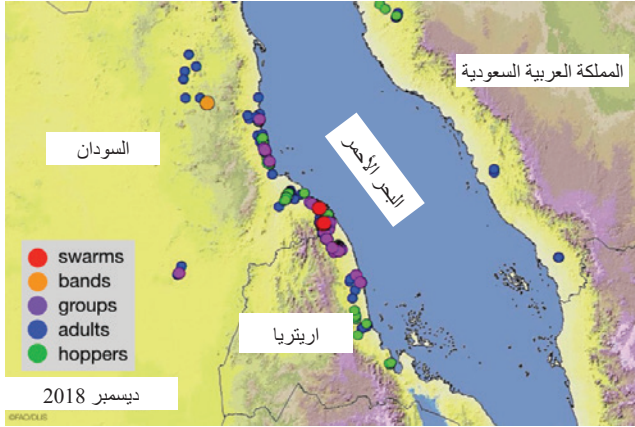 المملكة العربية السعودية
السودان
البحر الأحمر
swarms
bands
groups
adults
hoppers
اريتريا
ديسمبر 2018
©FAO/DLIS